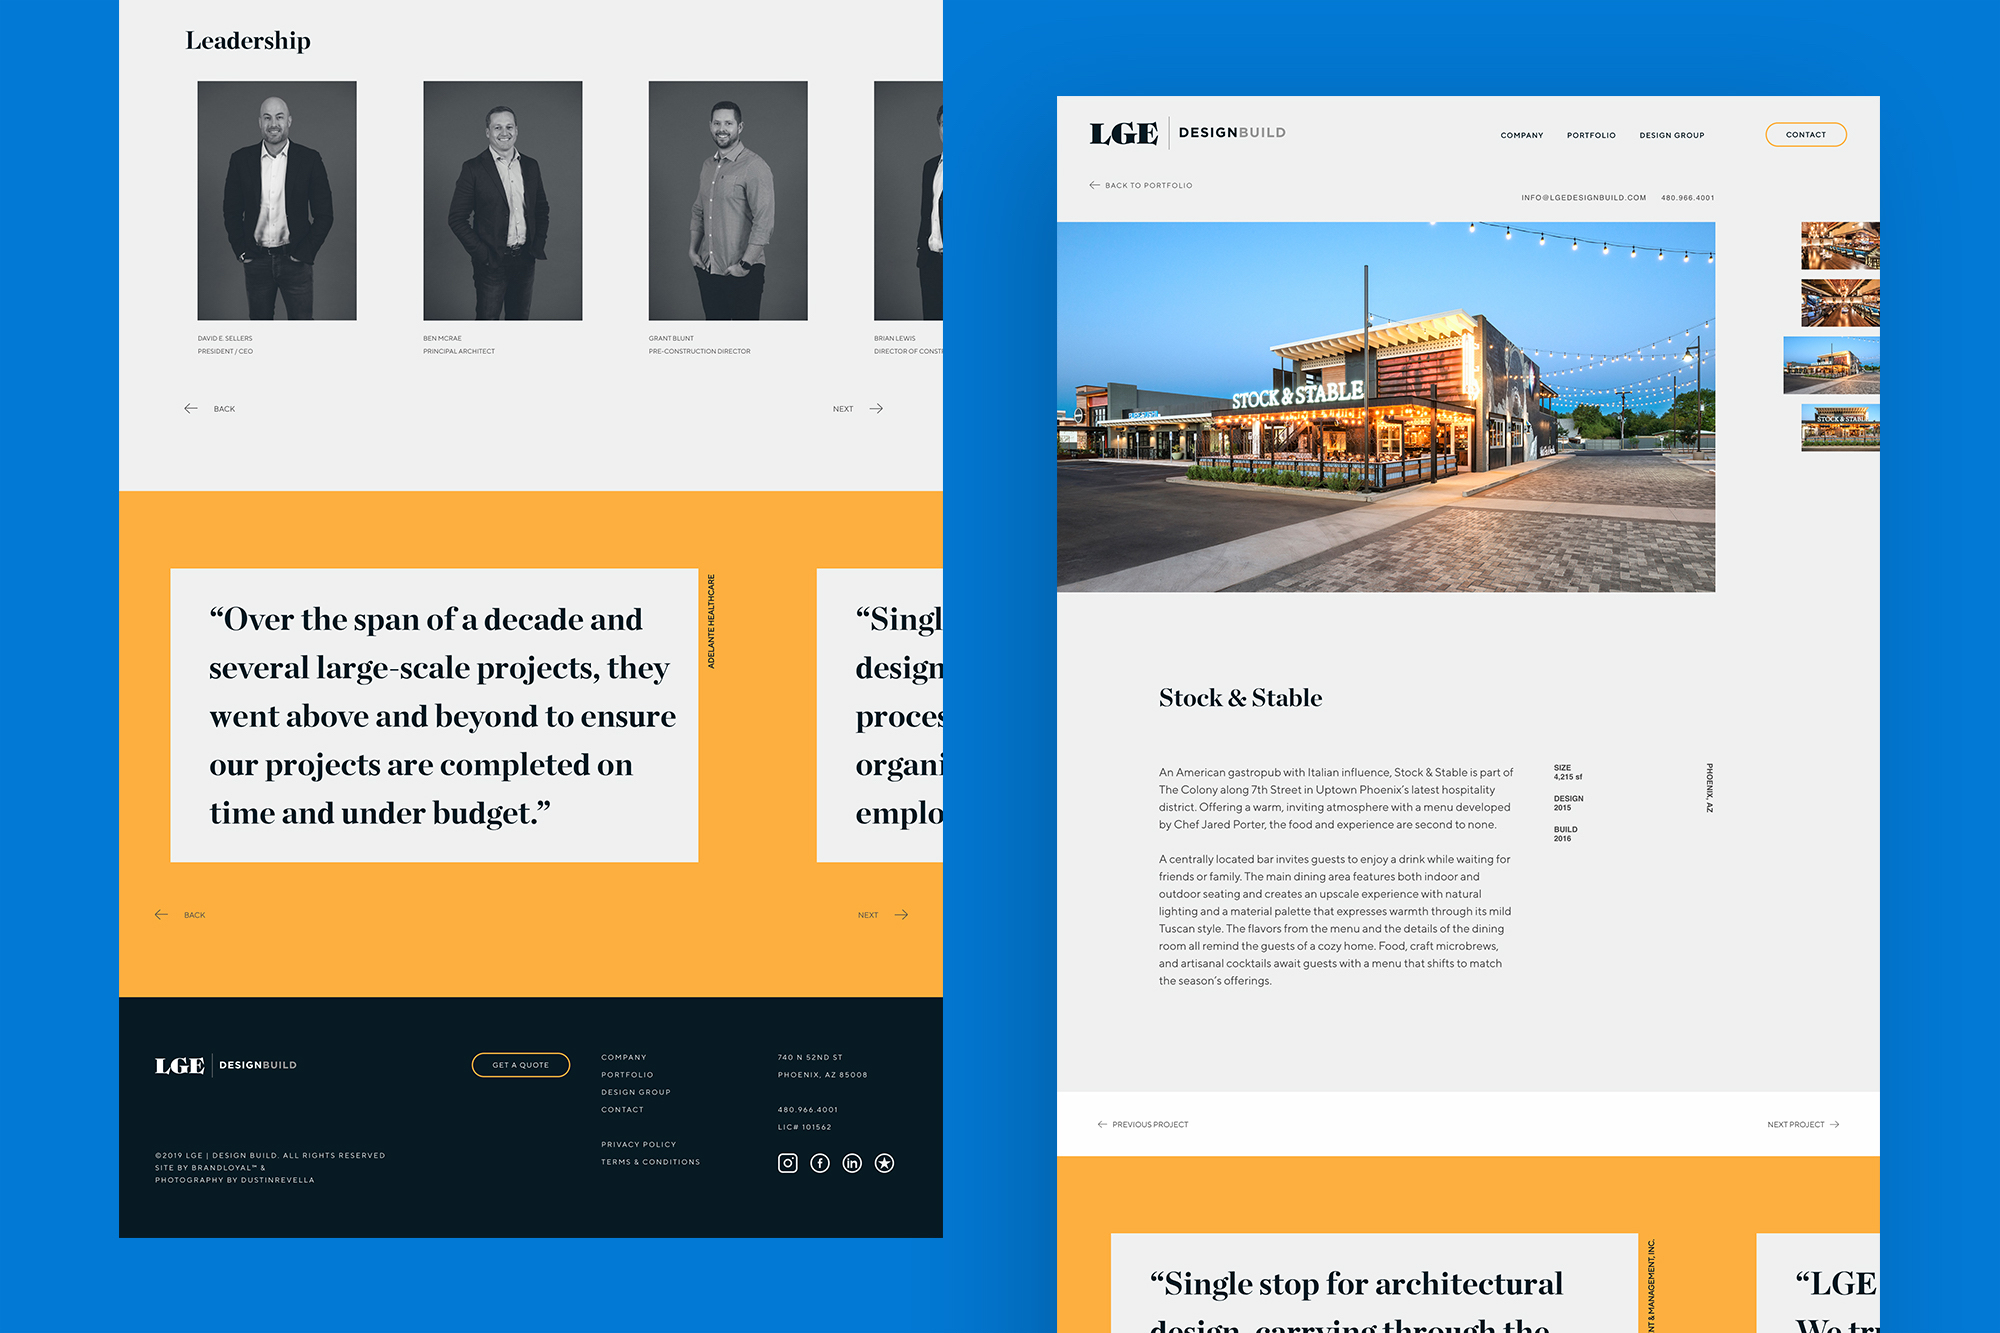 Leadership
DAVID E. SELLERS
PRESIDENT / CEO
BEN MCRAE
PRINCIPAL ARCHITECT
GRANT BLUNT
PRE-CONSTRUCTION DIRECTOR
BRIAN LEWIS
DIRECTOR OF CONST
BACK
NEXT
“Over the span of a decade and
several large-scale projects, they
went above and beyond to ensure
our projects are completed on
time and under budget.”
ADELANTE HEALTHCARE
“Singl
design
proces
organi
emplo
BACK
NEXT
LGE DESIGNBUILD
GET A QUOTE
COMPANY
PORTFOLIO
DESIGN GROUP
CONTACT
PRIVACY POLICY
TERMS & CONDITIONS
740 N 52ND ST
PHOENIX, AZ 85008
480.966.4001
LIC# 101562
©2019 LGE | DESIGN BUILD. ALL RIGHTS RESERVED
SITE BY BRANDLOYAL™ &
PHOTOGRAPHY BY DUSTINREVELLA
LGE DESIGNBUILD
COMPANY PORTFOLIO DESIGN GROUP CONTACT
BACK TO PORTFOLIO
INFO@LGEDESIGNBUILD.COM 480.966.4001
STOCK & STABLE
STOCK & STABL
Stock & Stable
An American gastropub with Italian influence, Stock & Stable is part of
The Colony along 7th Street in Uptown Phoenix’s latest hospitality
district. Offering a warm, inviting atmosphere with a menu developed
by Chef Jared Porter, the food and experience are second to none.
A centrally located bar invites guests to enjoy a drink while waiting for
friends or family. The main dining area features both indoor and
outdoor seating and creates an upscale experience with natural
lighting and a material palette that expresses warmth through its mild
Tuscan style. The flavors from the menu and the details of the dining
room all remind the guests of a cozy home. Food, craft microbrews,
and artisanal cocktails await guests with a menu that shifts to match
the season’s offerings.
SIZE
4,215 sf
DESIGN
2015
BUILD
2016
PHOENIX, AZ
PREVIOUS PROJECT
NEXT PROJECT
“Single stop for architectural
design, carrying through the
NT & MANAGEMENT, INC.
“LGE
We tr